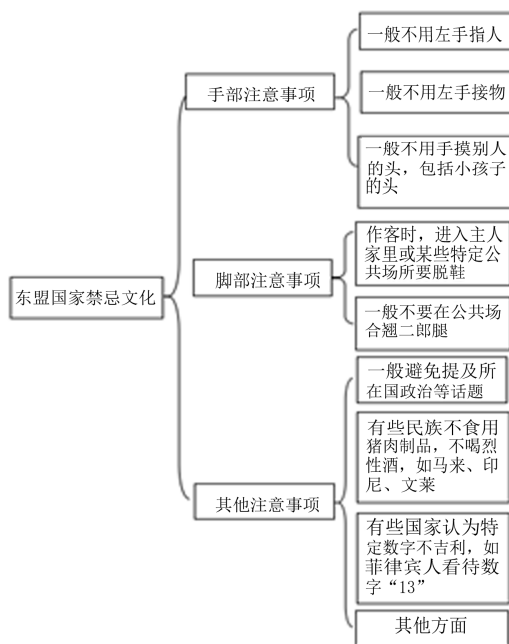 东盟国家禁忌文化
手部注意事项
一般不用左手指人
一般不用左手接物
一般不用手摸别人
的头，包括小孩子
的头
脚部注意事项
作客时，进入主人
家里或某些特定公
共场所要脱鞋
一般不要在公共场
合翘二郎腿
其他注意事项
一般避免提及所
在国政治等话题
有些民族不食用
猪肉制品，不喝烈
性酒，如马来、印
尼、文莱
有些国家认为特
定数字不吉利，如
菲律宾人看待数
字“13”
其他方面